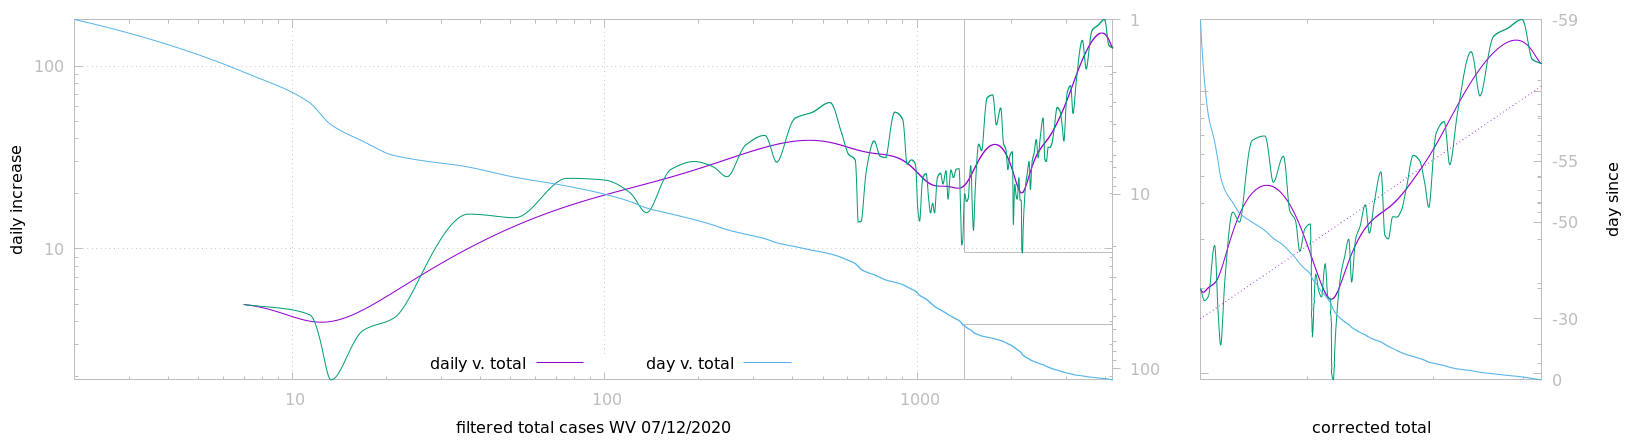 daily increase
100
10
10
100
1000
1
10
100
daily v. total
day v. total
filtered total cases WV 07/12/2020
-59
-55
-50
-30
0
day since
corrected total